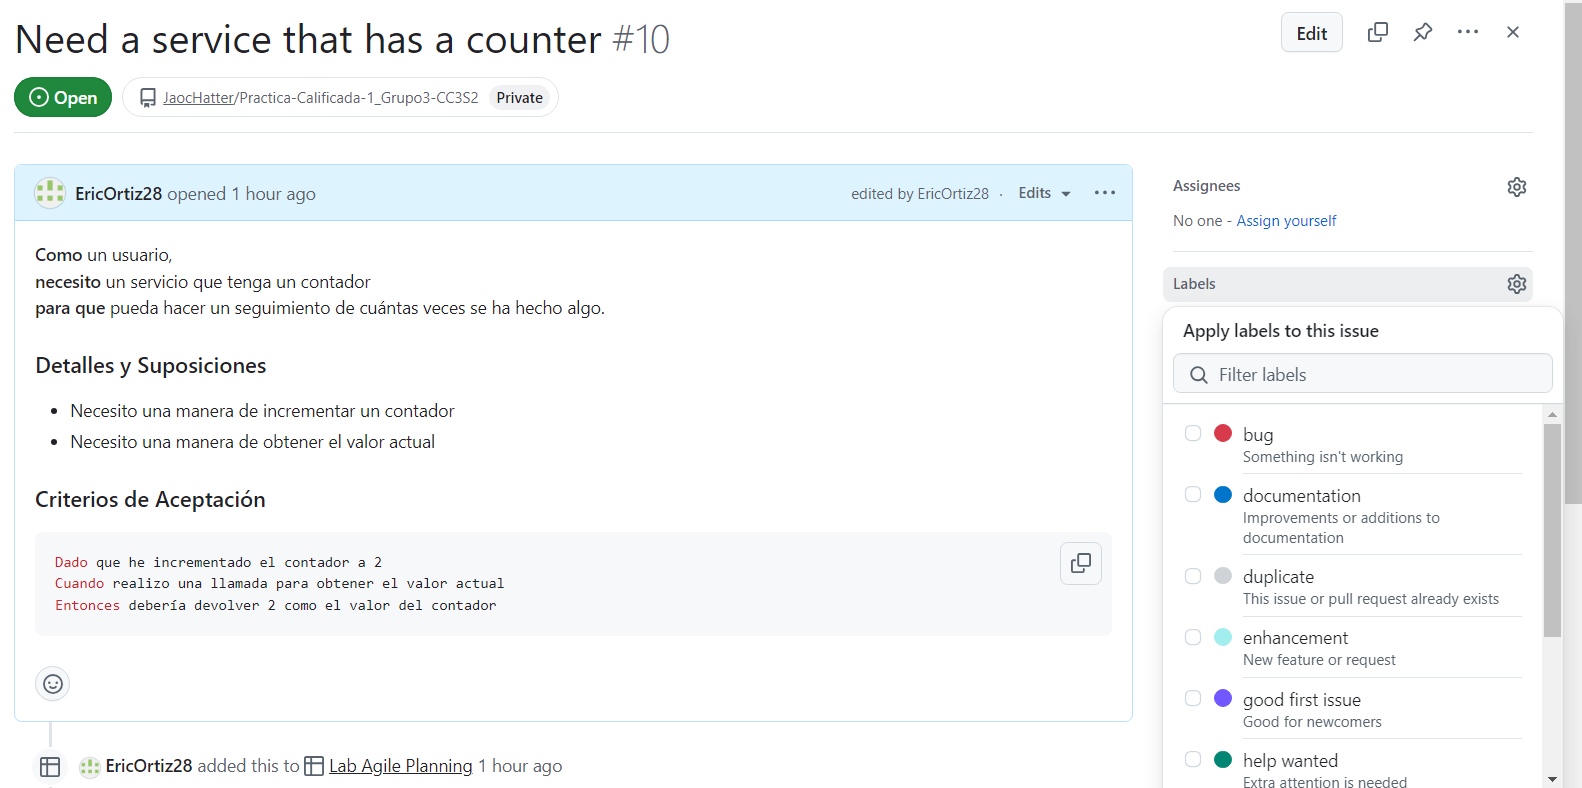 Need a service that has a counter #10
Edit
Open
JaocHatter/Practica-Calificada-1_Grupo3-CC3S2 Private
EricOrtiz28 opened 1 hour ago
edited by EricOrtiz28 · Edits
Como un usuario,
necesito un servicio que tenga un contador
para que pueda hacer un seguimiento de cuántas veces se ha hecho algo.
Detalles y Suposiciones
• Necesito una manera de incrementar un contador
• Necesito una manera de obtener el valor actual
Criterios de Aceptación
Dado que he incrementado el contador a 2
Cuando realizo una llamada para obtener el valor actual
Entonces debería devolver 2 como el valor del contador
EricOrtiz28 added this to Lab Agile Planning 1 hour ago
Assignees
No one - Assign yourself
Labels
Apply labels to this issue
Filter labels
bug
Something isn't working
documentation
Improvements or additions to
documentation
duplicate
This issue or pull request already exists
enhancement
New feature or request
good first issue
Good for newcomers
help wanted
Extra attention is needed